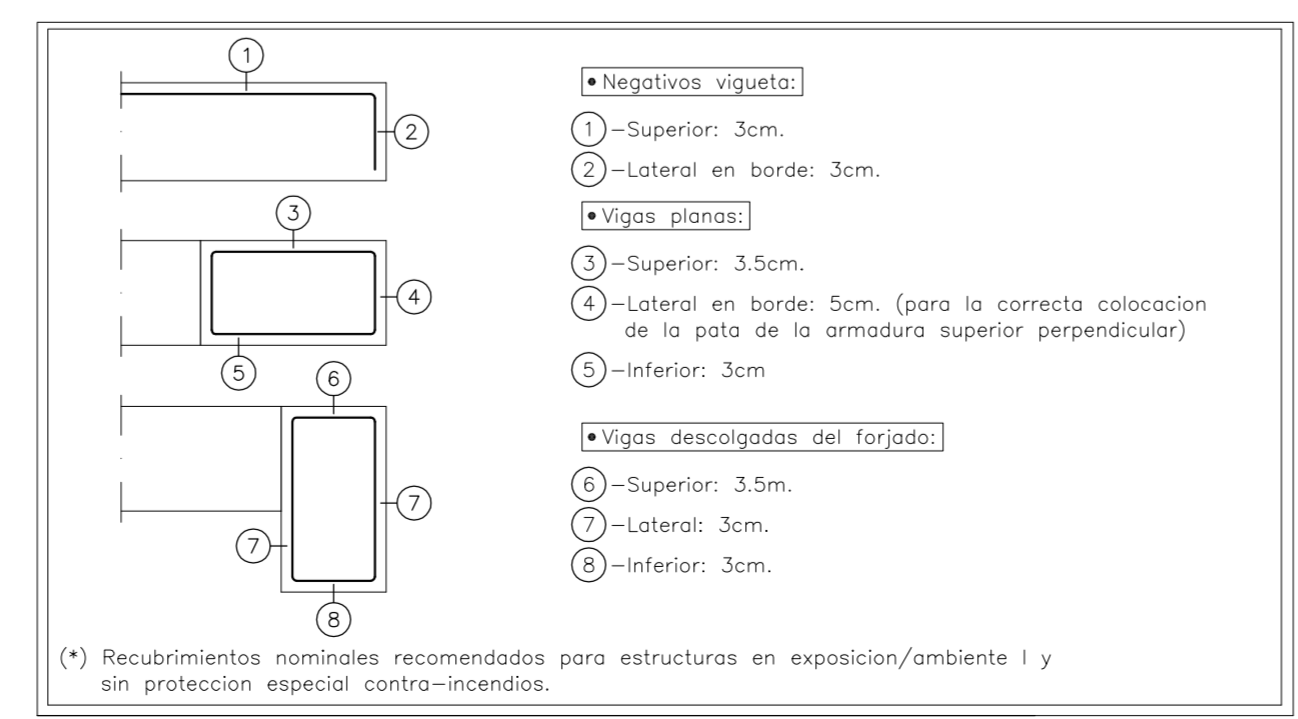 1
2
3
4
5
6
7
7
8
• Negativos vigueta:
1 -Superior: 3cm.
2 -Lateral en borde: 3cm.
• Vigas planas:
3 -Superior: 3.5cm.
4 -Lateral en borde: 5cm. (para la correcta colocacion
de la pata de la armadura superior perpendicular)
5 -Inferior: 3cm
• Vigas descolgadas del forjado:
6 -Superior: 3.5m.
7 -Lateral: 3cm.
8 -Inferior: 3cm.
(*) Recubrimientos nominales recomendados para estructuras en exposicion/ambiente I y
sin proteccion especial contra-incendios.